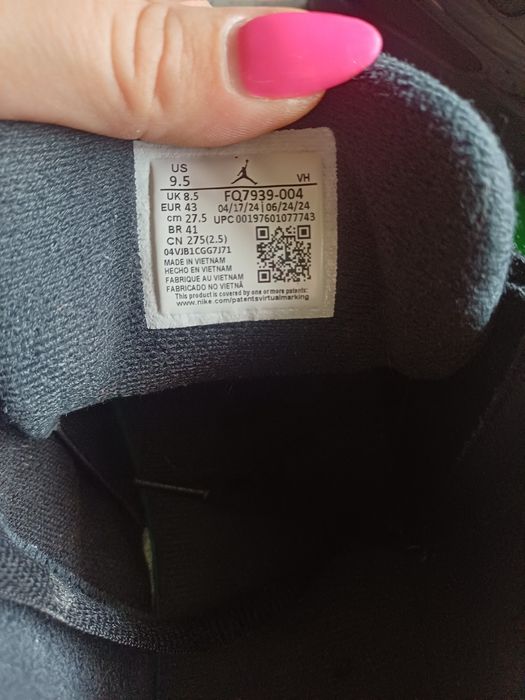 US
9.5
VH
UK 8.5
FQ7939-004
EUR 43
04/17/24 | 06/24/24
cm 27.5
UPC 00197601077743
BR 41
CN 275(2.5)
04VJB1CGG7J71
MADE IN VIETNAM
HECHO EN VIETNAM
FABRIQUE AU VIETNAM
FABRICADO NO VIETNÃ
This product is covered by one or more patents:
www.nike.com/patentsvirtualmarking